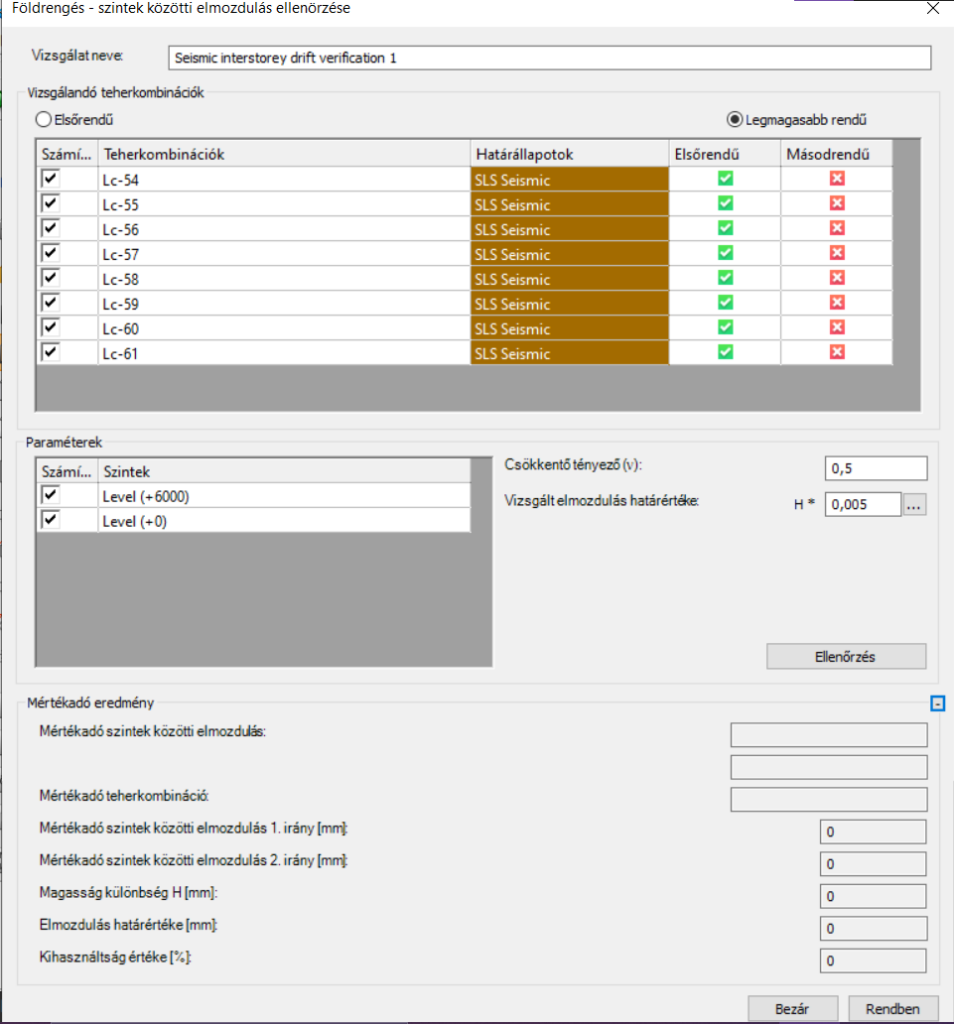 Földrengés - szintek közötti elmozdulás ellenőrzése
Vizsgálat neve: Seismic interstorey drift verification 1
Vizsgálandó teherkombinációk
Elsőrendű Legmagasabb rendű
Számí... Teherkombinációk Határállapotok Elsőrendű Másodrendű
Lc-54 SLS Seismic
Lc-55 SLS Seismic
Lc-56 SLS Seismic
Lc-57 SLS Seismic
Lc-58 SLS Seismic
Lc-59 SLS Seismic
Lc-60 SLS Seismic
Lc-61 SLS Seismic
Paraméterek
Számí... Szintek
Level (+6000)
Level (+0)
Csökkentő tényező (ν): 0,5
Vizsgált elmozdulás határértéke: H * 0,005 ...
Ellenőrzés
Mértékadó eredmény
Mértékadó szintek közötti elmozdulás:
Mértékadó teherkombináció:
Mértékadó szintek közötti elmozdulás 1. irány [mm]: 0
Mértékadó szintek közötti elmozdulás 2. irány [mm]: 0
Magasság különbség H [mm]: 0
Elmozdulás határértéke [mm]: 0
Kihasználtság értéke [%]: 0
Bezár Rendben